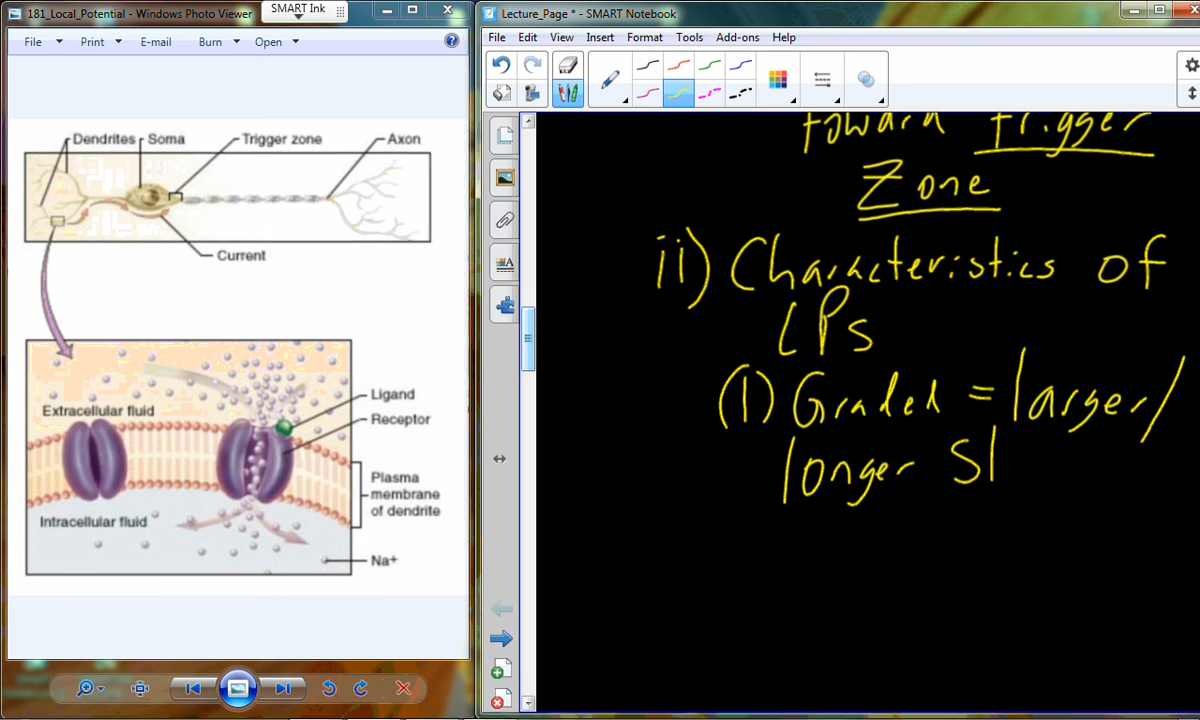 181_Local_Potential - Windows Photo Viewer
SMART Ink
File Print E-mail Burn Open
Dendrites Soma Trigger zone Axon
Current
Ligand
Extracellular fluid
Receptor
Plasma
membrane
of dendrite
Intracellular fluid
Na+
Lecture_Page * - SMART Notebook
File Edit View Insert Format Tools Add-ons Help
toward trigger
Zone
ii) Characteristics of
LPs
(1) Graded = larger/
longer Sl